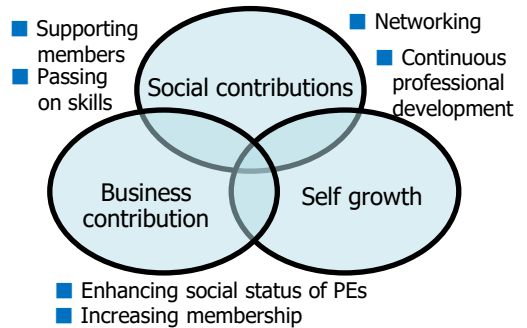 ■ Supporting
members
■ Passing
on skills
■ Networking
■ Continuous
professional
development
Social contributions
Business
contribution
Self growth
■ Enhancing social status of PEs
■ Increasing membership